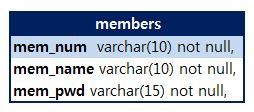 members
mem_num varchar(10) not null,
mem_name varchar(10) not null,
mem_pwd varchar(15) not null,